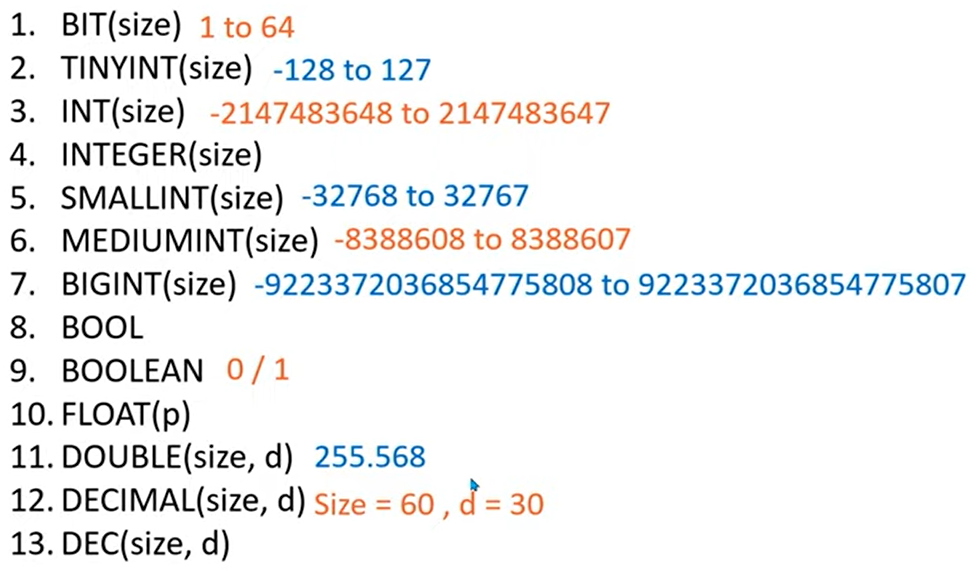 1. BIT(size) 1 to 64
2. TINYINT(size) -128 to 127
3. INT(size) -2147483648 to 2147483647
4. INTEGER(size)
5. SMALLINT(size) -32768 to 32767
6. MEDIUMINT(size) -8388608 to 8388607
7. BIGINT(size) -9223372036854775808 to 9223372036854775807
8. BOOL
9. BOOLEAN 0 / 1
10. FLOAT(p)
11. DOUBLE(size, d) 255.568
12. DECIMAL(size, d) Size = 60 , d = 30
13. DEC(size, d)